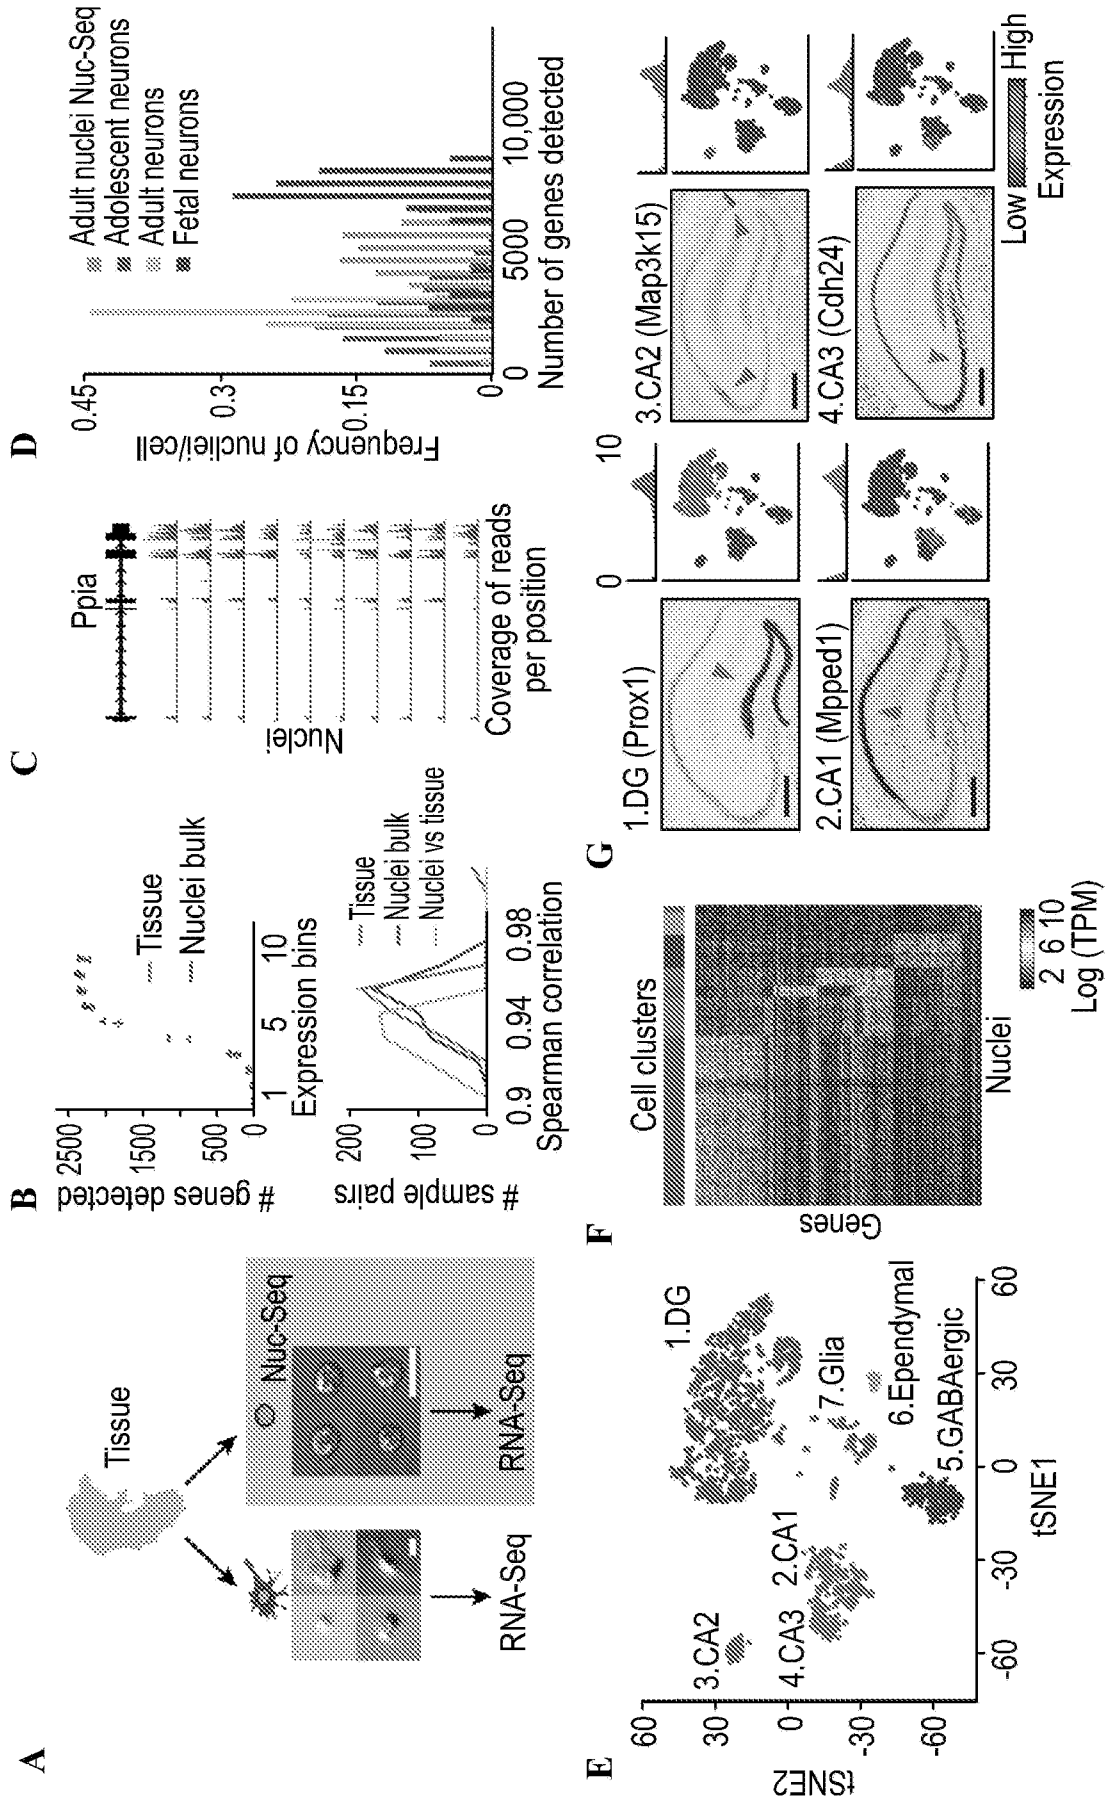 A
Tissue
Nuc-Seq
RNA-Seq
RNA-Seq
B
# genes detected
2500
1500
500
0
1
5
10
Expression bins
Tissue
Nuclei bulk
# sample pairs
200
100
0
0.9
0.94
0.98
Spearman correlation
Tissue
Nuclei bulk
Nuclei vs tissue
C
Ppia
Nuclei
Coverage of reads
per position
D
Frequency of nucliei/cell
0.45
0.3
0.15
0
0
5000
10,000
Number of genes detected
Adult nuclei Nuc-Seq
Adolescent neurons
Adult neurons
Fetal neurons
E
tSNE2
60
30
0
-30
-60
-60
-30
0
30
60
tSNE1
1.DG
3.CA2
4.CA3
2.CA1
7.Glia
6.Ependymal
5.GABAergic
F
Cell clusters
Genes
Nuclei
2 6 10
Log (TPM)
G
1.DG (Prox1)
0
10
3.CA2 (Map3k15)
2.CA1 (Mpped1)
4.CA3 (Cdh24)
Low
High
Expression